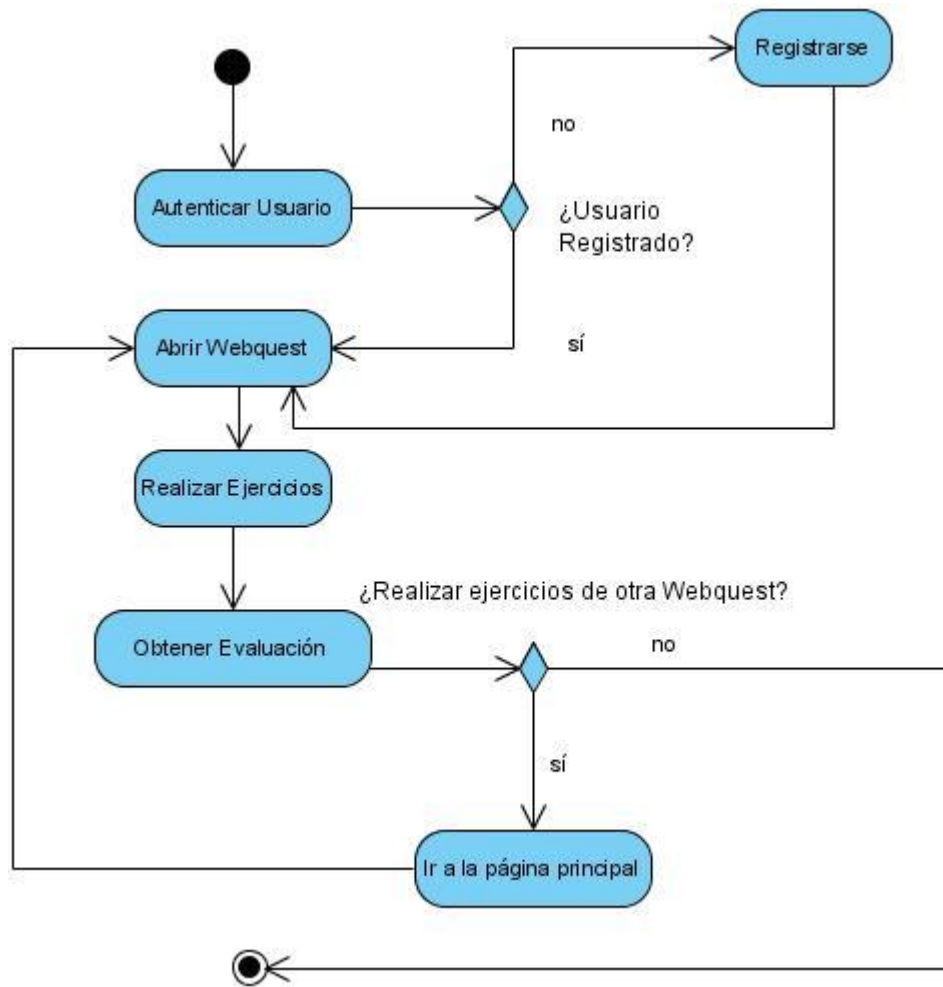 Registrarse
no
Autenticar Usuario
¿Usuario
Registrado?
Abrir Webquest
sí
Realizar Ejercicios
¿Realizar ejercicios de otra Webquest?
Obtener Evaluación
no
sí
Ir a la página principal